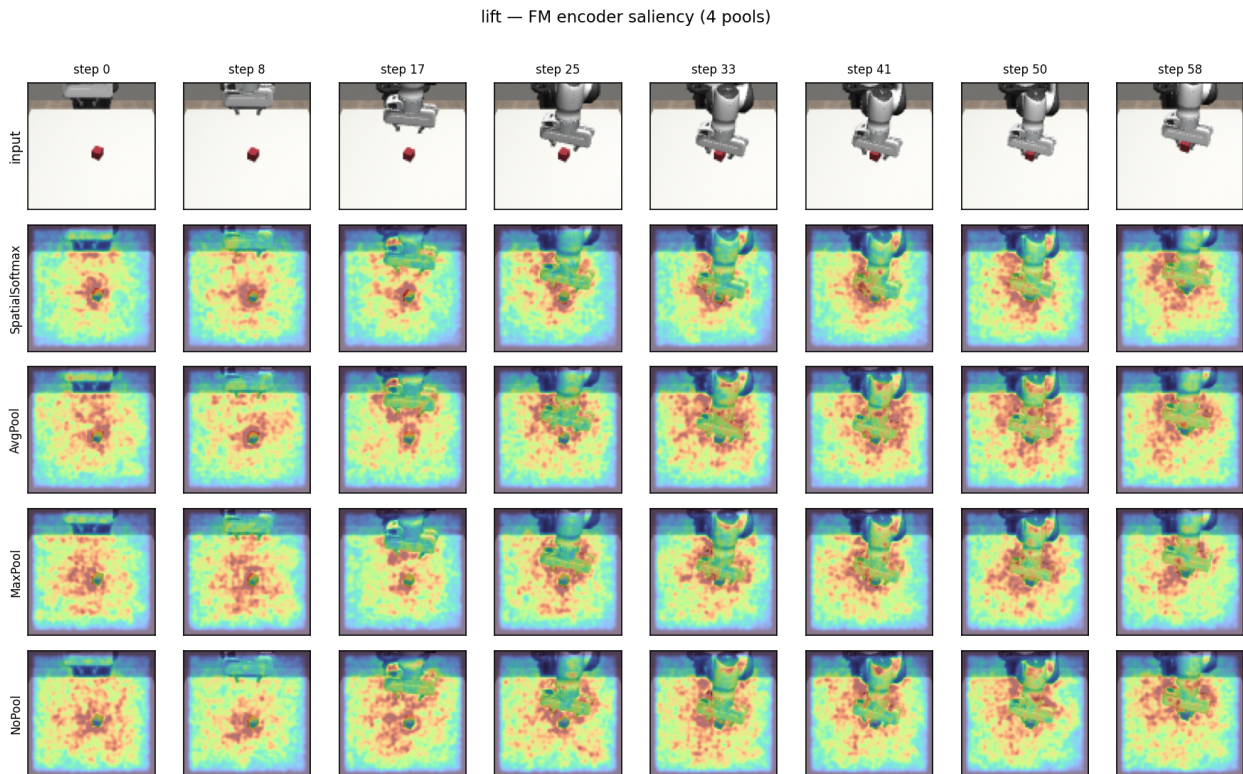 lift — FM encoder saliency (4 pools)
step 0 step 8 step 17 step 25 step 33 step 41 step 50 step 58
input
SpatialSoftmax
AvgPool
MaxPool
NoPool